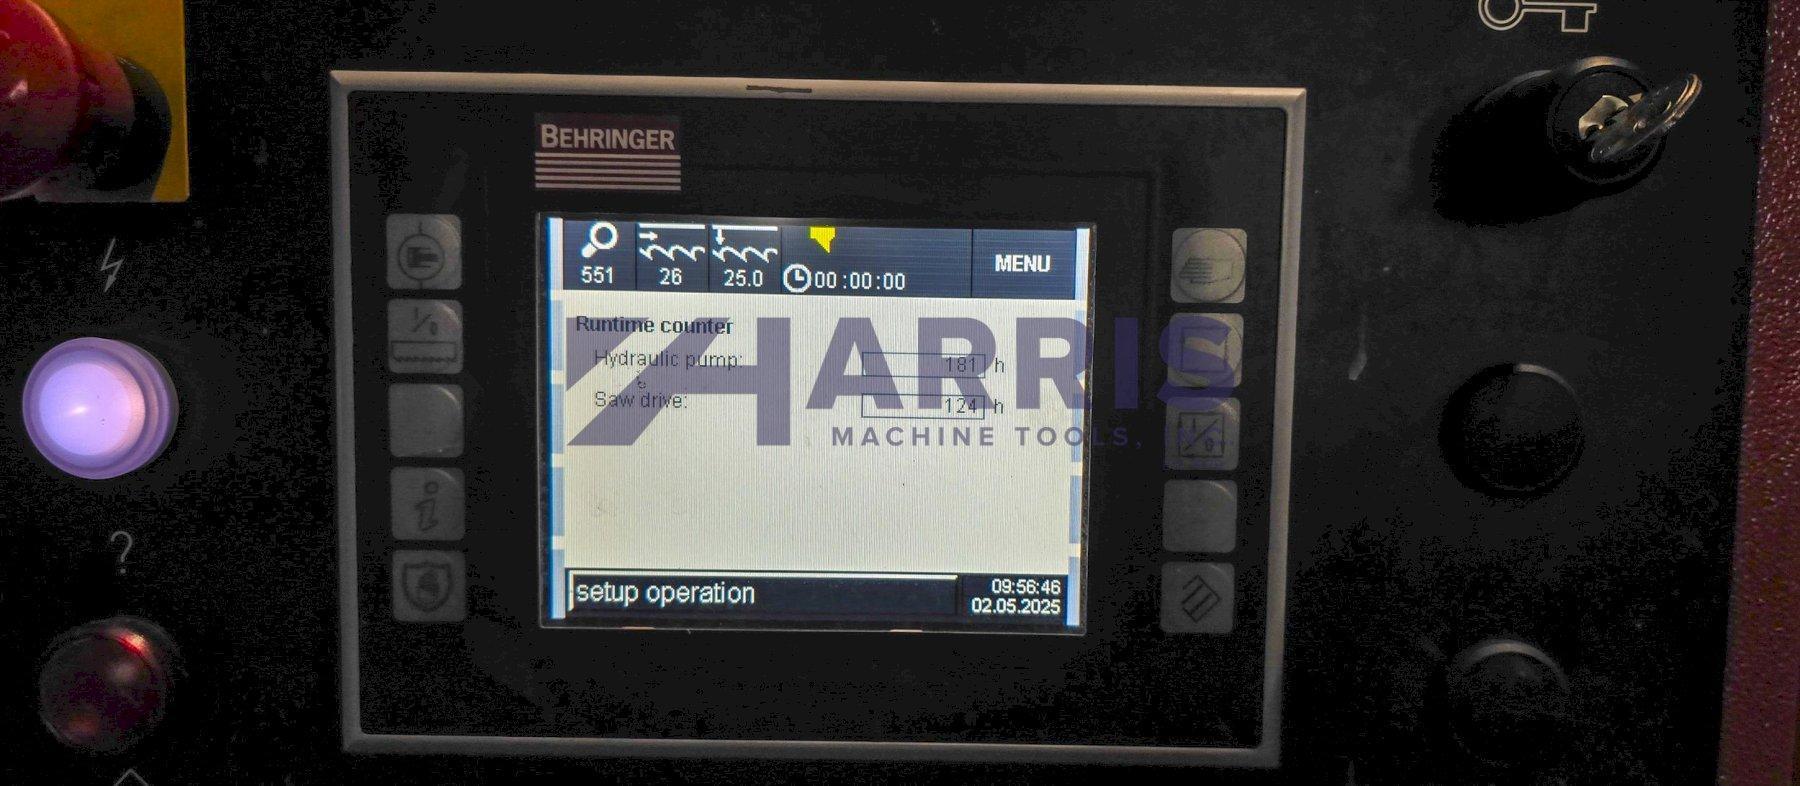 BEHRINGER
551
26
25.0
00:00:00
MENU
Runtime counter
Hydraulic pump: 181 h
Saw drive: 124 h
HARRIS
MACHINE TOOLS, INC.
setup operation
09:56:46
02.05.2025
?